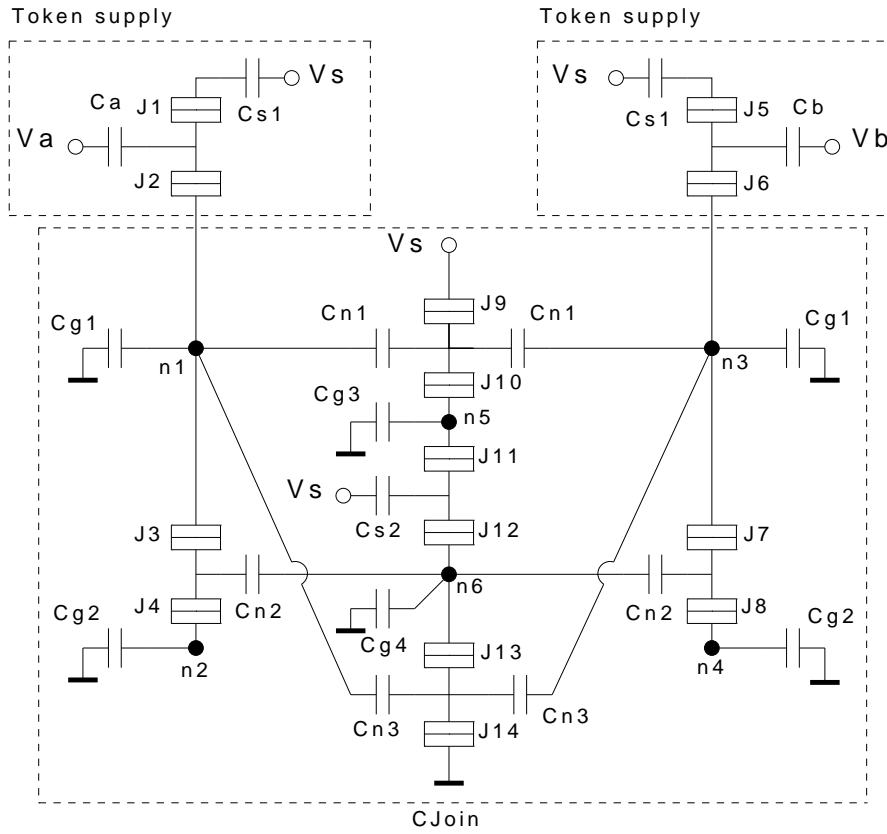 Token supply
Token supply
Vs
Vs
Ca
J1
Cs1
Cs1
J5
Cb
Va
Vb
J2
J6
Vs
J9
Cg1
Cn1
Cn1
Cg1
n1
n3
J10
Cg3
n5
J11
Vs
Cs2
J12
J3
J7
n6
Cn2
Cn2
J4
J8
Cg2
Cg2
Cg4
n2
n4
J13
Cn3
Cn3
J14
CJoin